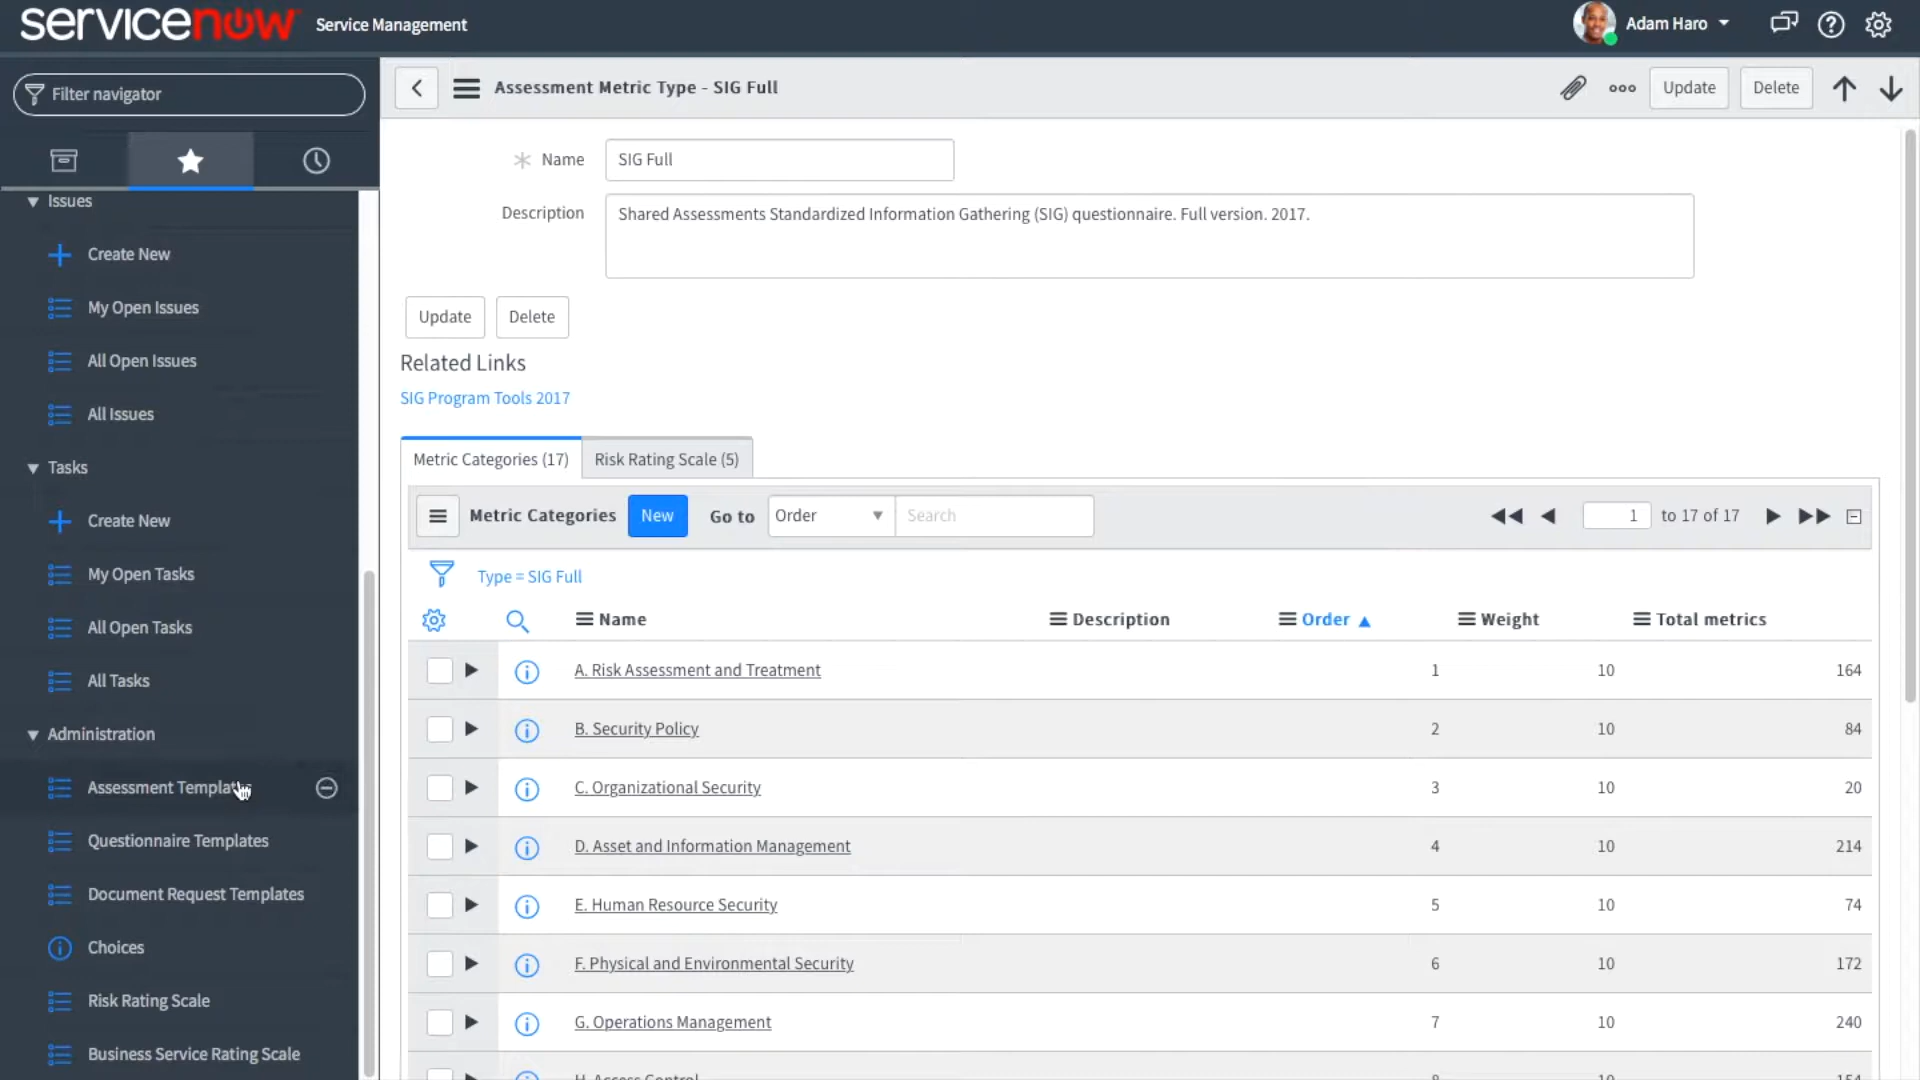 servicenow Service Management
Adam Haro
Filter navigator
Issues
Create New
My Open Issues
All Open Issues
All Issues
Tasks
Create New
My Open Tasks
All Open Tasks
All Tasks
Administration
Assessment
Questionnaire Templates
Document Request Templates
Choices
Risk Rating Scale
Business Service Rating Scale
Assessment Metric Type - SIG Full
Update Delete
Name SIG Full
Description Shared Assessments Standardized Information Gathering (SIG) questionnaire. Full version. 2017.
Update Delete
Related Links
SIG Program Tools 2017
Metric Categories (17) Risk Rating Scale (5)
Metric Categories New Go to Order Search 1 to 17 of 17
Type = SIG Full
Name Description Order Weight Total metrics
A. Risk Assessment and Treatment 1 10 164
B. Security Policy 2 10 84
C. Organizational Security 3 10 20
D. Asset and Information Management 4 10 214
E. Human Resource Security 5 10 74
F. Physical and Environmental Security 6 10 172
G. Operations Management 7 10 240
H. Access Control 8 10 154